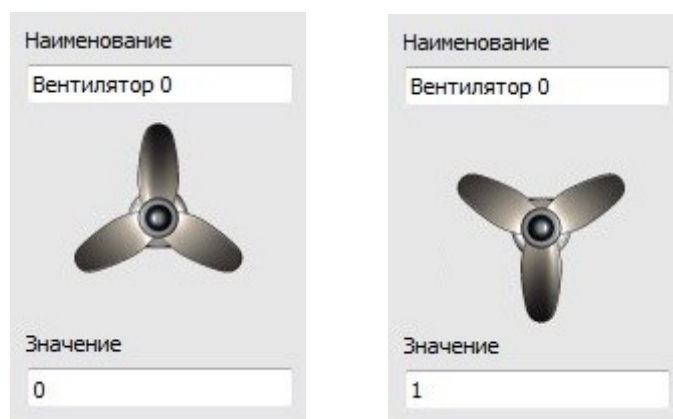 Наименование
Вентилятор 0
Значение
0
Наименование
Вентилятор 0
Значение
1